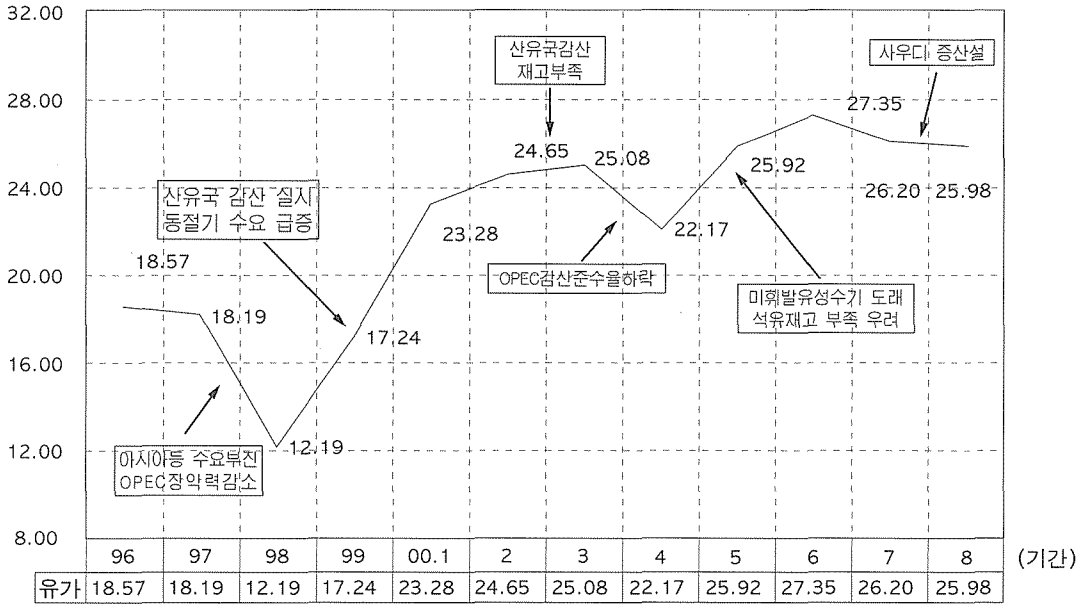 32.00
28.00
24.00
20.00
16.00
12.00
8.00
산유국감산
재고부족
사우디 증산설
산유국 감산 실시
동절기 수요 급증
OPEC감산준수율하락
미휘발유성수기 도래
석유재고 부족 우려
아시아등 수요부진
OPEC장악력감소
18.57
18.19
12.19
17.24
23.28
24.65
25.08
22.17
25.92
27.35
26.20
25.98
96 97 98 99 00.1 2 3 4 5 6 7 8 (기간)
유가 18.57 18.19 12.19 17.24 23.28 24.65 25.08 22.17 25.92 27.35 26.20 25.98